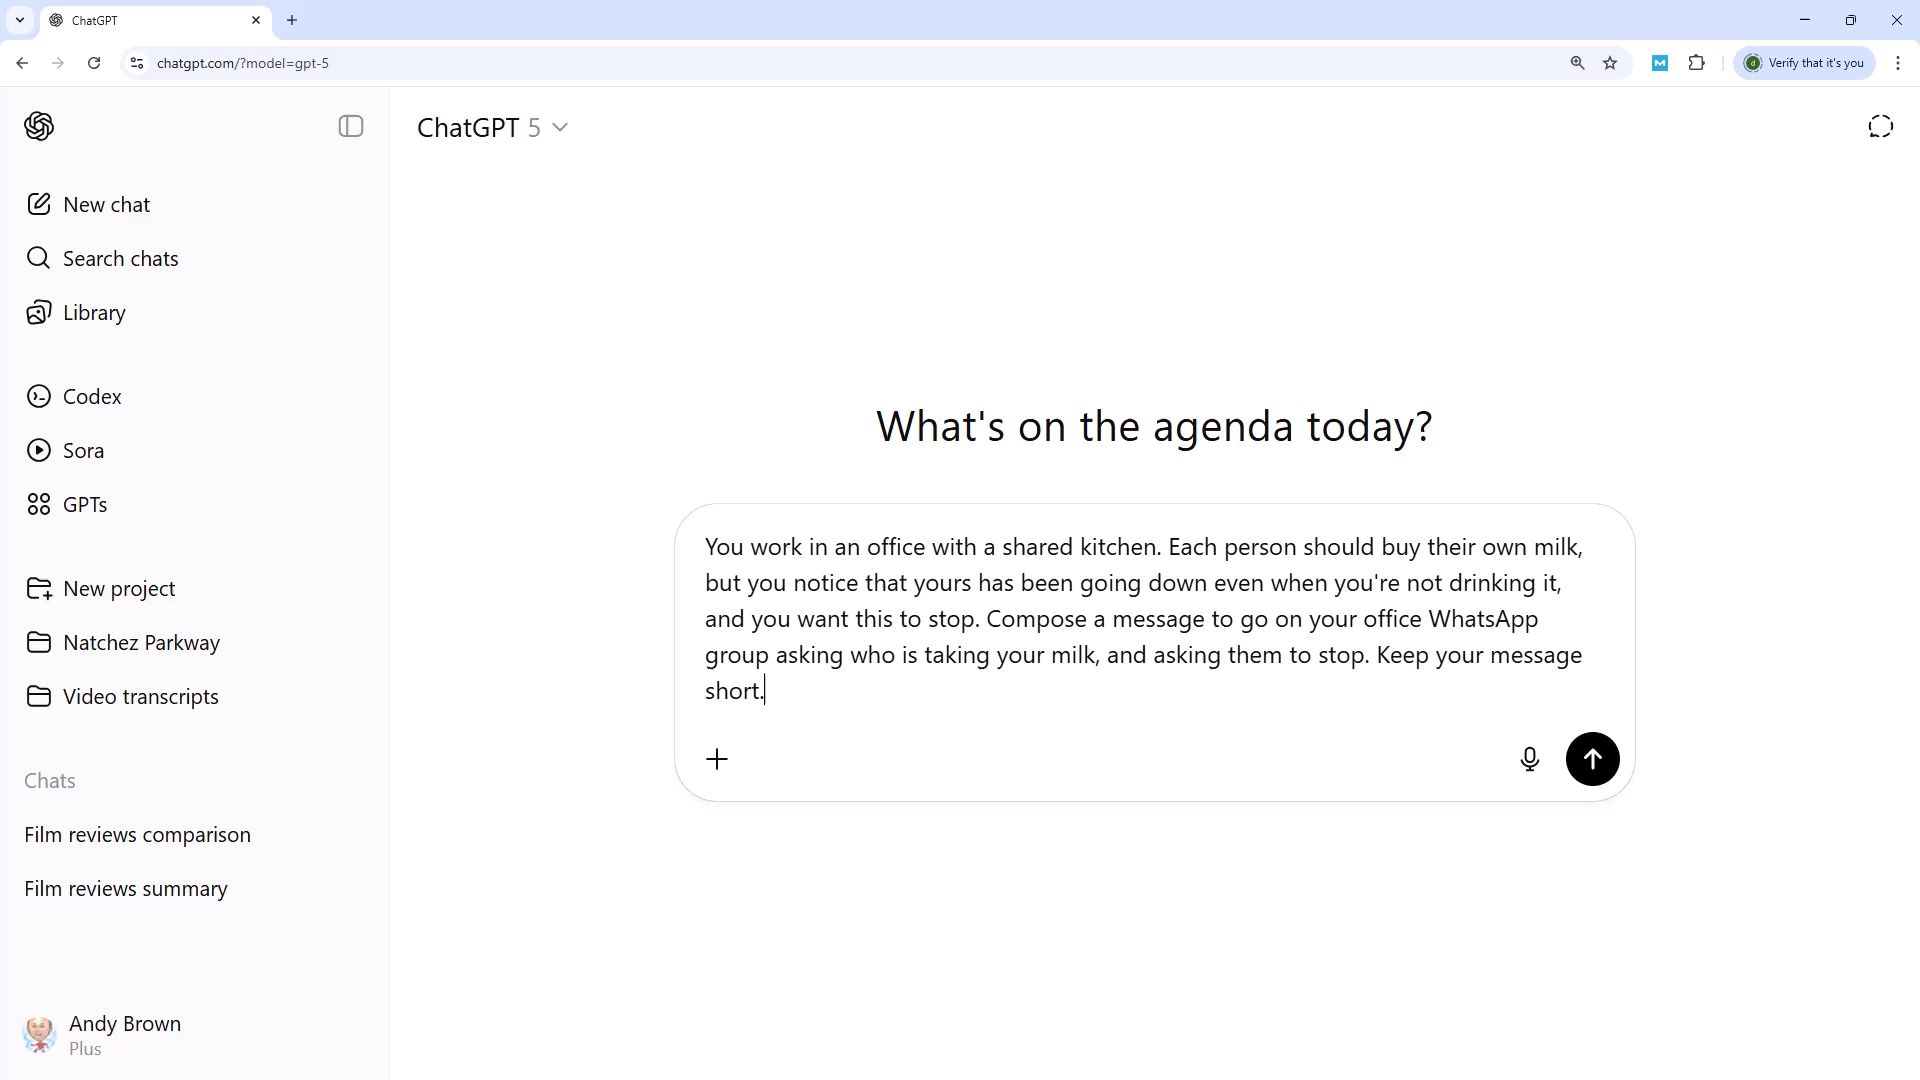 ChatGPT
chatgpt.com/?model=gpt-5
Verify that it's you
ChatGPT 5
New chat
Search chats
Library
Codex
Sora
GPTs
New project
Natchez Parkway
Video transcripts
Chats
Film reviews comparison
Film reviews summary
Andy Brown
Plus
What's on the agenda today?
You work in an office with a shared kitchen. Each person should buy their own milk,
but you notice that yours has been going down even when you're not drinking it,
and you want this to stop. Compose a message to go on your office WhatsApp
group asking who is taking your milk, and asking them to stop. Keep your message
short.